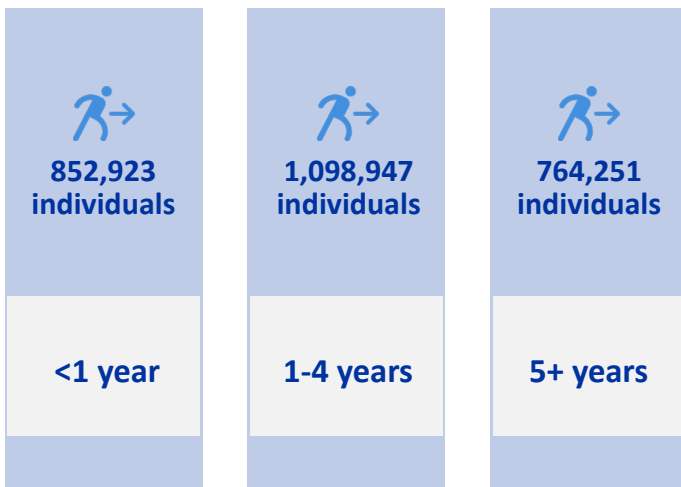 852,923
individuals
<1 year
1,098,947
individuals
1-4 years
764,251
individuals
5+ years